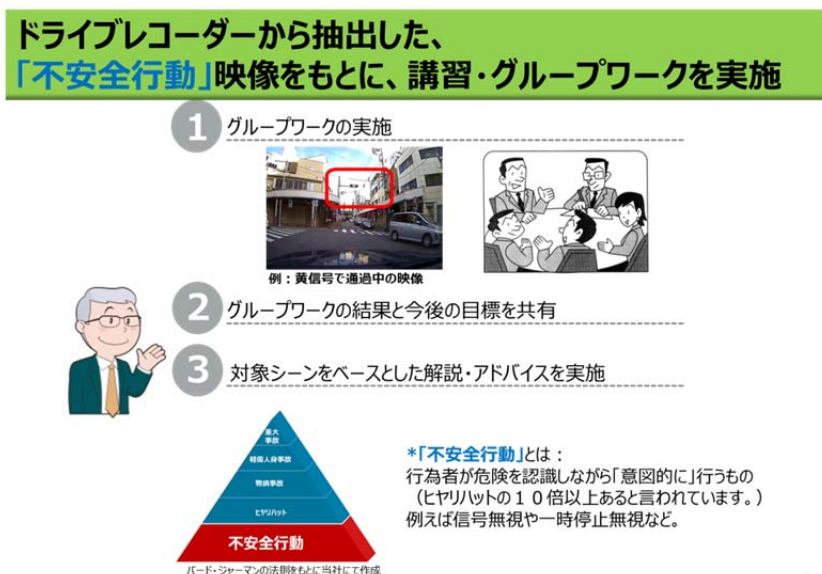 ドライブレコーダーから抽出した、
「不安全行動」映像をもとに、講習・グループワークを実施
1 グループワークの実施
例：黄信号で通過中の映像
2 グループワークの結果と今後の目標を共有
3 対象シーンをベースとした解説・アドバイスを実施
重大
事故
軽傷人身事故
物損事故
ヒヤリハット
不安全行動
バード・ジャーマンの法則をもとに当社にて作成
*「不安全行動」とは：
行為者が危険を認識しながら「意図的に」行うもの
（ヒヤリハットの１０倍以上あると言われています。）
例えば信号無視や一時停止無視など。